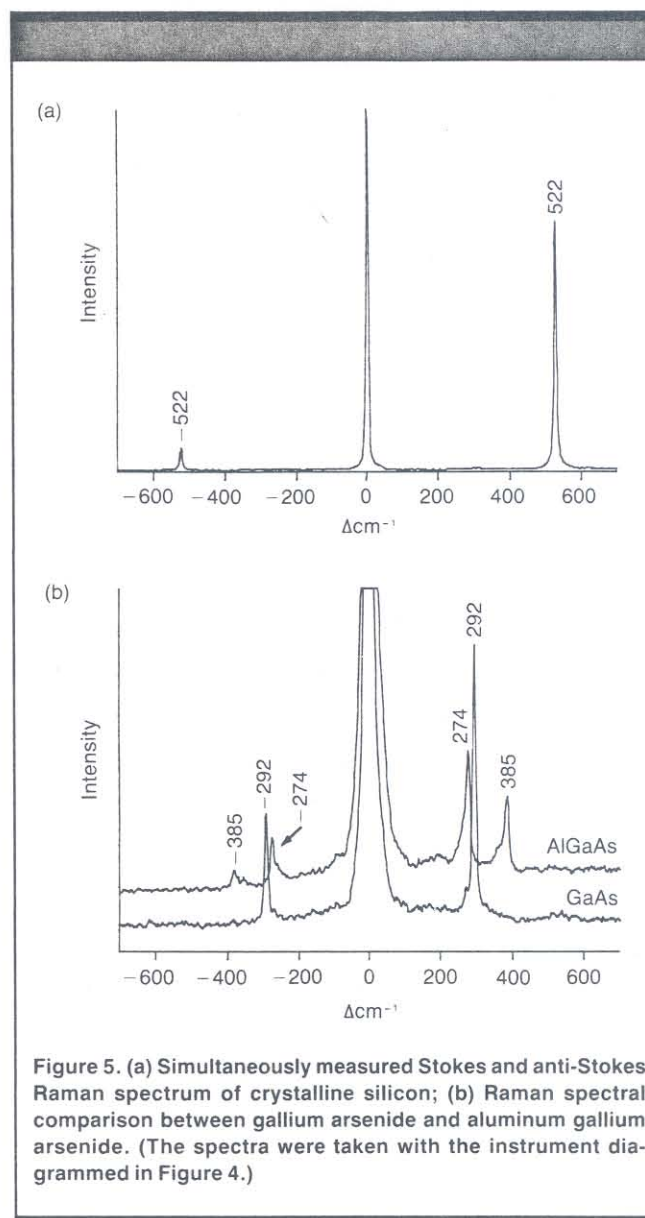 (a)
Intensity
−522
522
−600 −400 −200 0 200 400 600
Δcm⁻¹
(b)
Intensity
−385
−292
−274
274
292
385
AlGaAs
GaAs
−600 −400 −200 0 200 400 600
Δcm⁻¹
Figure 5. (a) Simultaneously measured Stokes and anti-Stokes
Raman spectrum of crystalline silicon; (b) Raman spectral
comparison between gallium arsenide and aluminum gallium
arsenide. (The spectra were taken with the instrument dia-
grammed in Figure 4.)